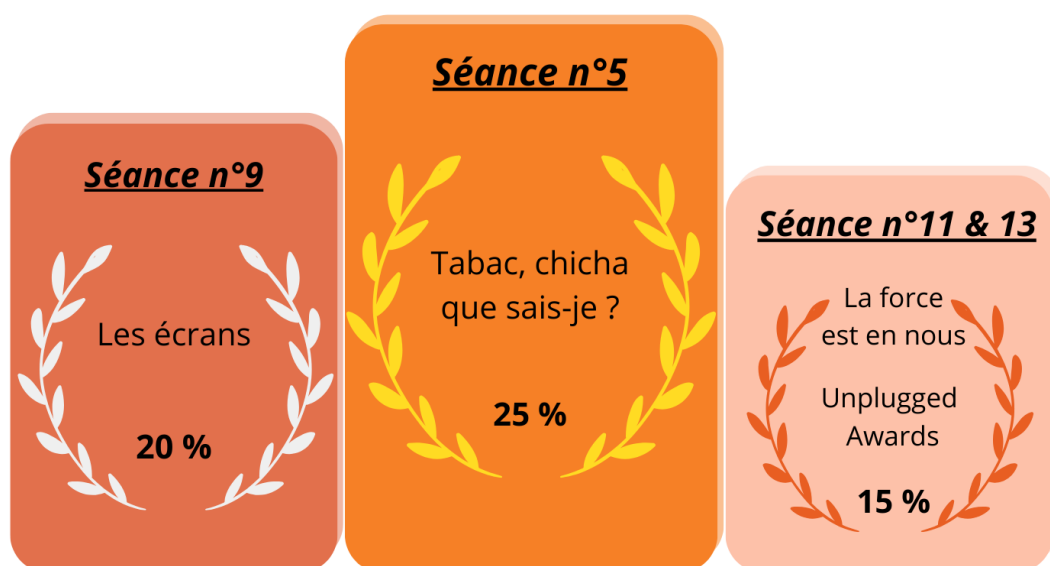 Séance n°9
Les écrans
20 %
Séance n°5
Tabac, chicha
que sais-je ?
25 %
Séance n°11 & 13
La force
est en nous
Unplugged
Awards
15 %